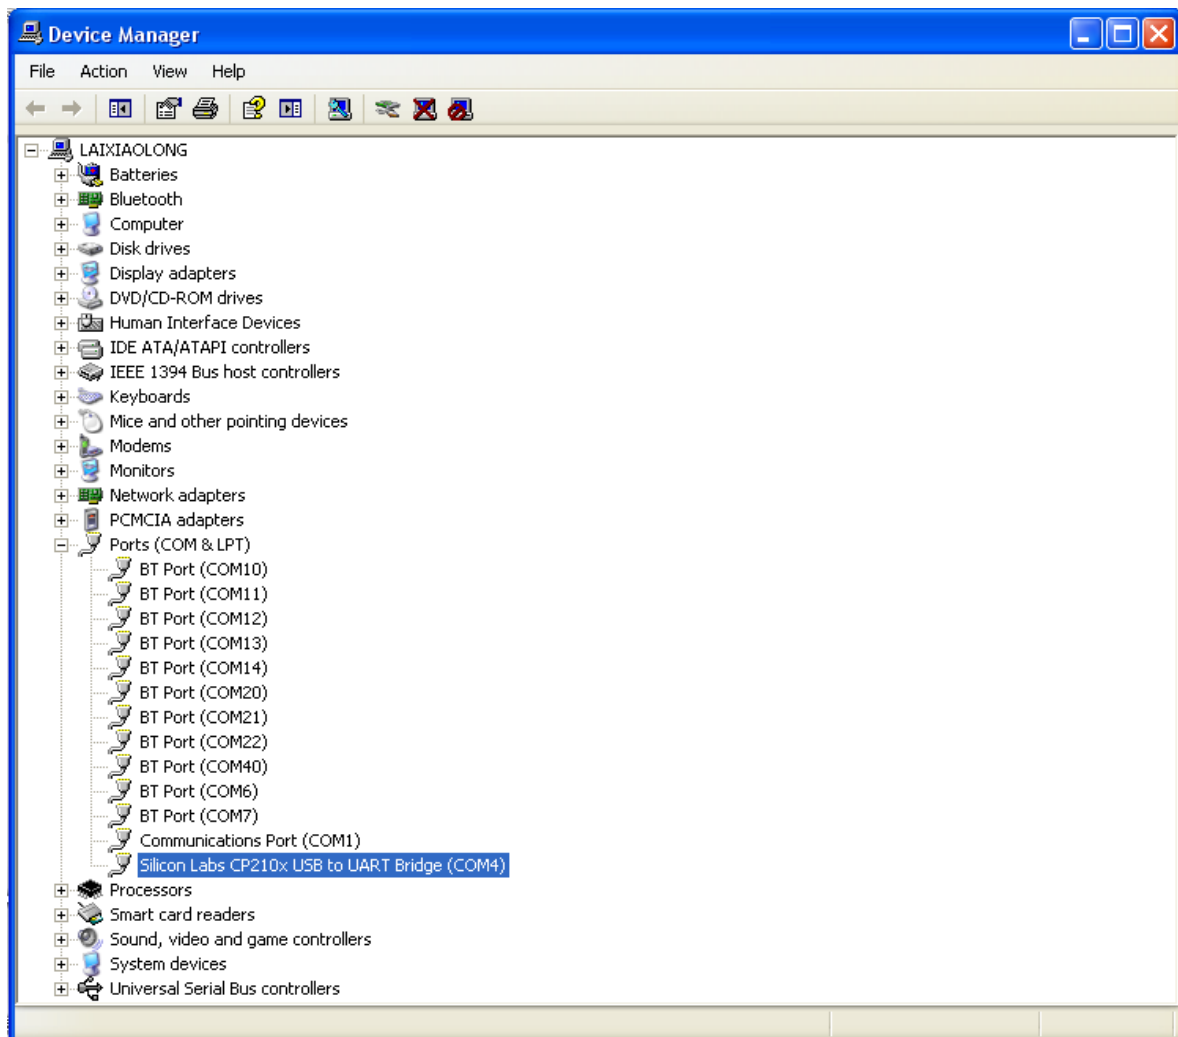 Device Manager
File Action View Help
LAIXIAOLONG
Batteries
Bluetooth
Computer
Disk drives
Display adapters
DVD/CD-ROM drives
Human Interface Devices
IDE ATA/ATAPI controllers
IEEE 1394 Bus host controllers
Keyboards
Mice and other pointing devices
Modems
Monitors
Network adapters
PCMCIA adapters
Ports (COM & LPT)
BT Port (COM10)
BT Port (COM11)
BT Port (COM12)
BT Port (COM13)
BT Port (COM14)
BT Port (COM20)
BT Port (COM21)
BT Port (COM22)
BT Port (COM40)
BT Port (COM6)
BT Port (COM7)
Communications Port (COM1)
Silicon Labs CP210x USB to UART Bridge (COM4)
Processors
Smart card readers
Sound, video and game controllers
System devices
Universal Serial Bus controllers